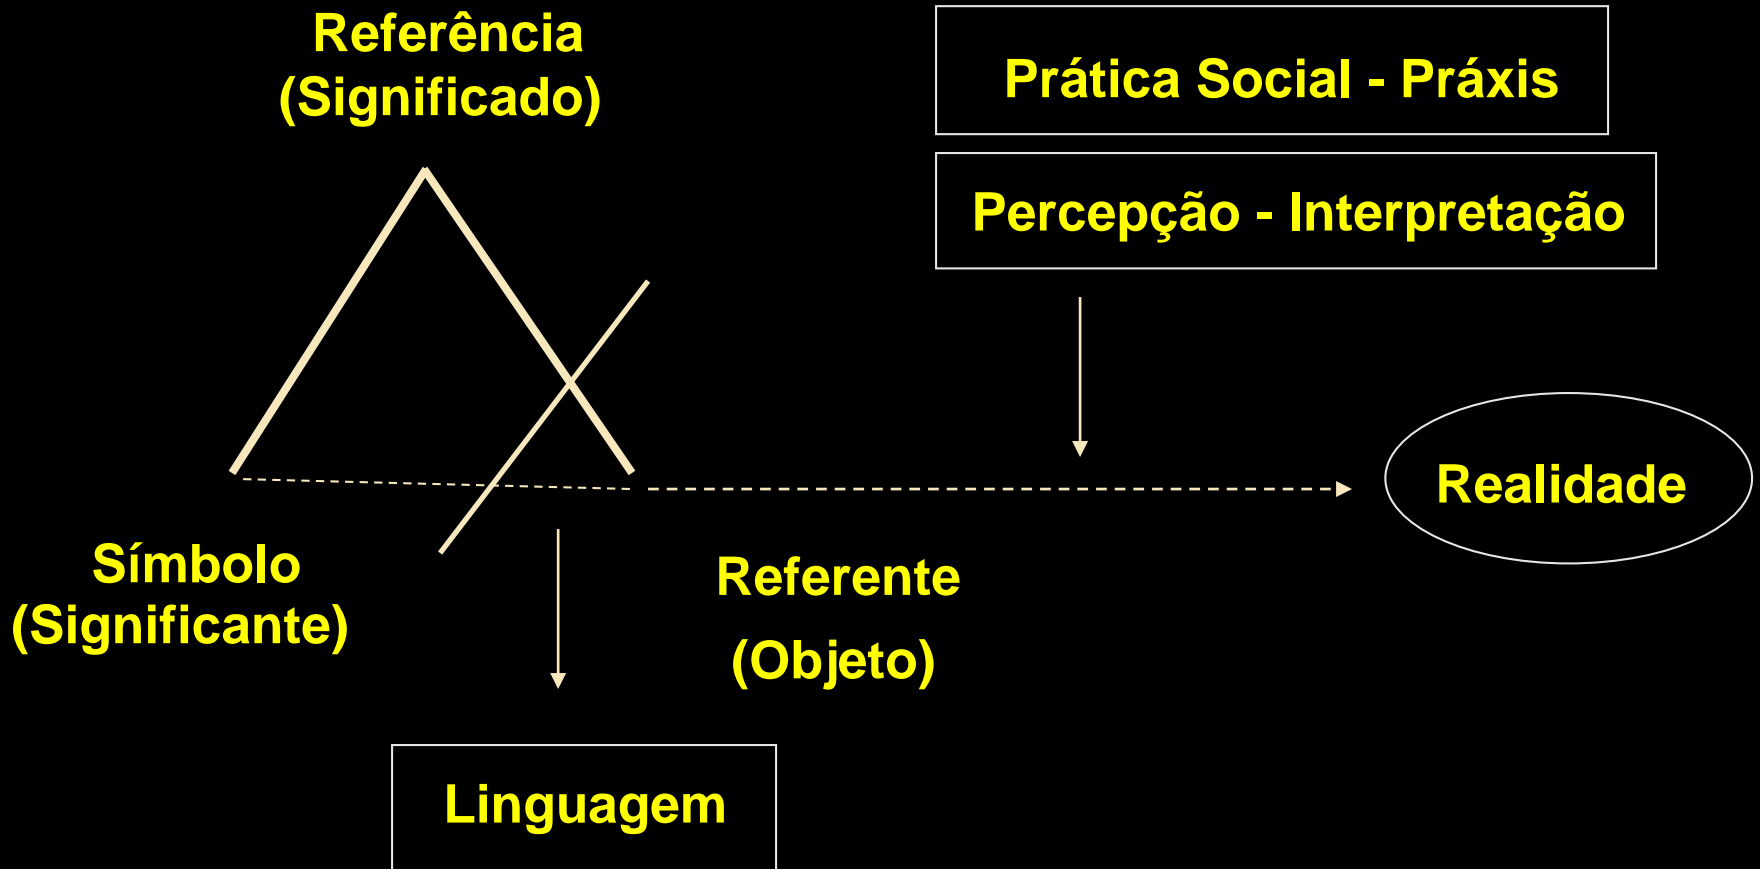 Referência
(Significado)
Prática Social - Práxis
Percepção - Interpretação
Realidade
Símbolo
(Significante)
Referente
(Objeto)
Linguagem